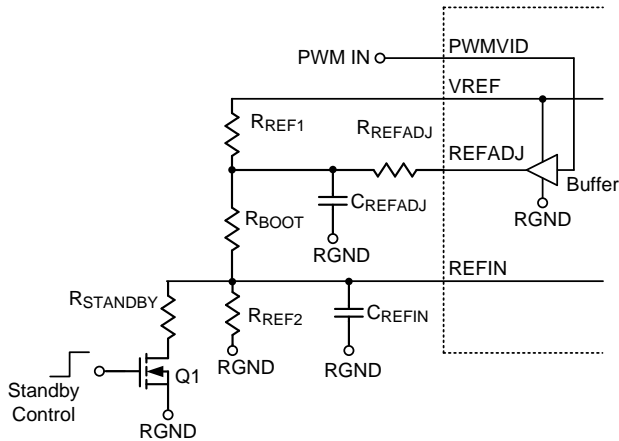 PWM IN
PWMVID
VREF
RREF1
RREFADJ
REFADJ
Buffer
CREFADJ
RGND
RGND
RBOOT
REFIN
RSTANDBY
RREF2
CREFIN
RGND
RGND
Q1
Standby
Control
RGND